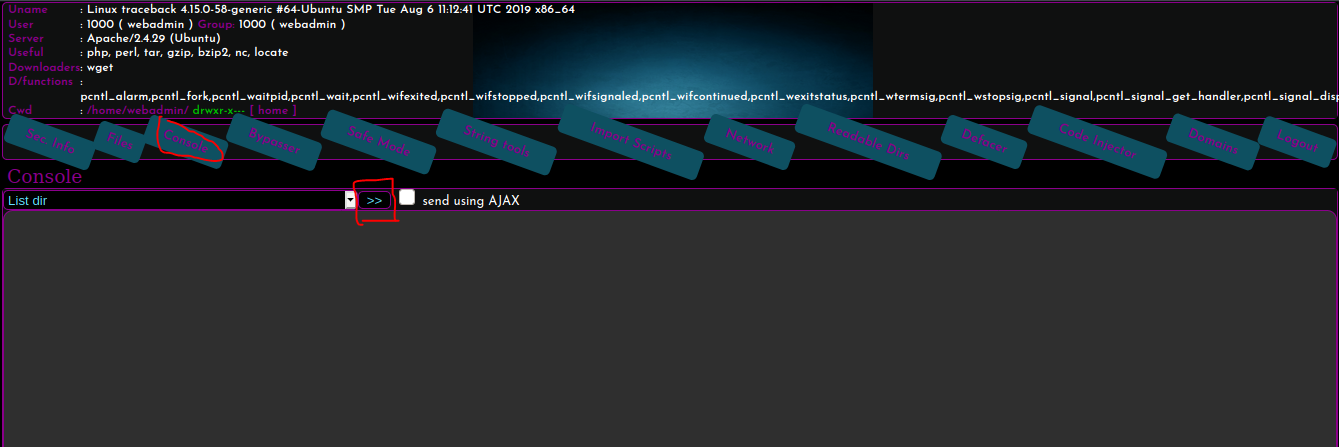 Uname : Linux traceback 4.15.0-58-generic #64-Ubuntu SMP Tue Aug 6 11:12:41 UTC 2019 x86_64
User : 1000 ( webadmin ) Group: 1000 ( webadmin )
Server : Apache/2.4.29 (Ubuntu)
Useful : php, perl, tar, gzip, bzip2, nc, locate
Downloaders: wget
D/functions :
pcntl_alarm,pcntl_fork,pcntl_waitpid,pcntl_wait,pcntl_wifexited,pcntl_wifstopped,pcntl_wifsignaled,pcntl_wifcontinued,pcntl_wexitstatus,pcntl_wtermsig,pcntl_wstopsig,pcntl_signal,pcntl_signal_get_handler,pcntl_signal_disp
Cwd : /home/webadmin/ drwxr-x--- [ home ]
Sec. Info Files Console Bypasser Safe Mode String tools Import Scripts Network Readable Dirs Defacer Code Injector Domains Logout
Console
List dir >> send using AJAX